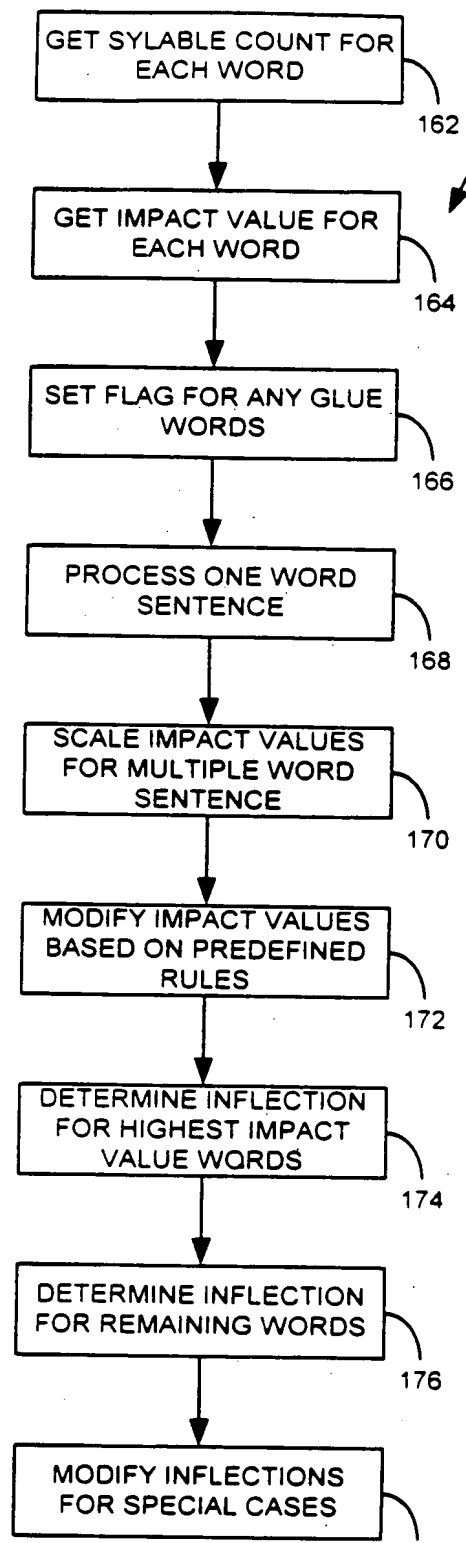 GET SYLABLE COUNT FOR
EACH WORD
162
GET IMPACT VALUE FOR
EACH WORD
164
SET FLAG FOR ANY GLUE
WORDS
166
PROCESS ONE WORD
SENTENCE
168
SCALE IMPACT VALUES
FOR MULTIPLE WORD
SENTENCE
170
MODIFY IMPACT VALUES
BASED ON PREDEFINED
RULES
172
DETERMINE INFLECTION
FOR HIGHEST IMPACT
VALUE WORDS
174
DETERMINE INFLECTION
FOR REMAINING WORDS
176
MODIFY INFLECTIONS
FOR SPECIAL CASES